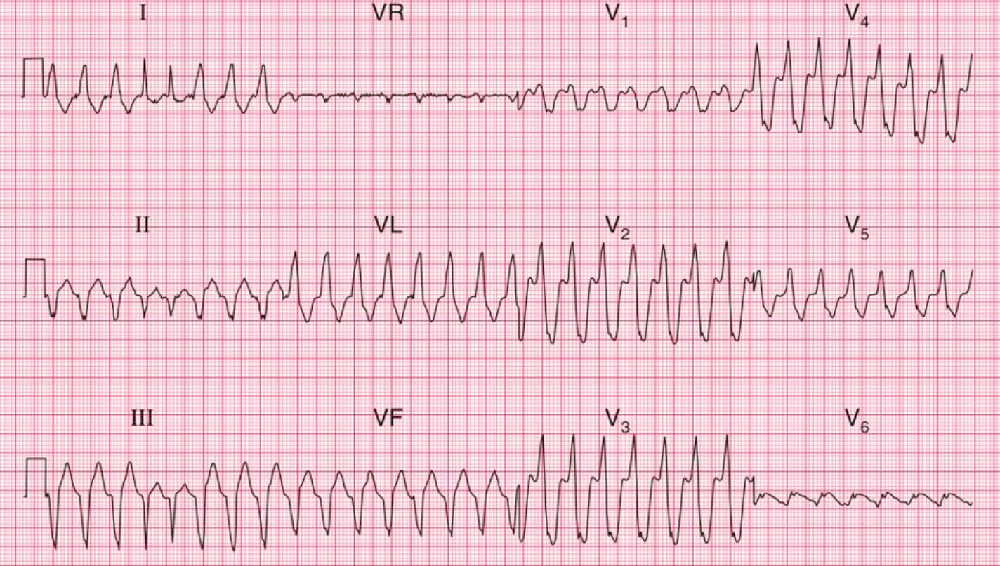 I VR V₁ V₄
II VL V₂ V₅
III VF V₃ V₆